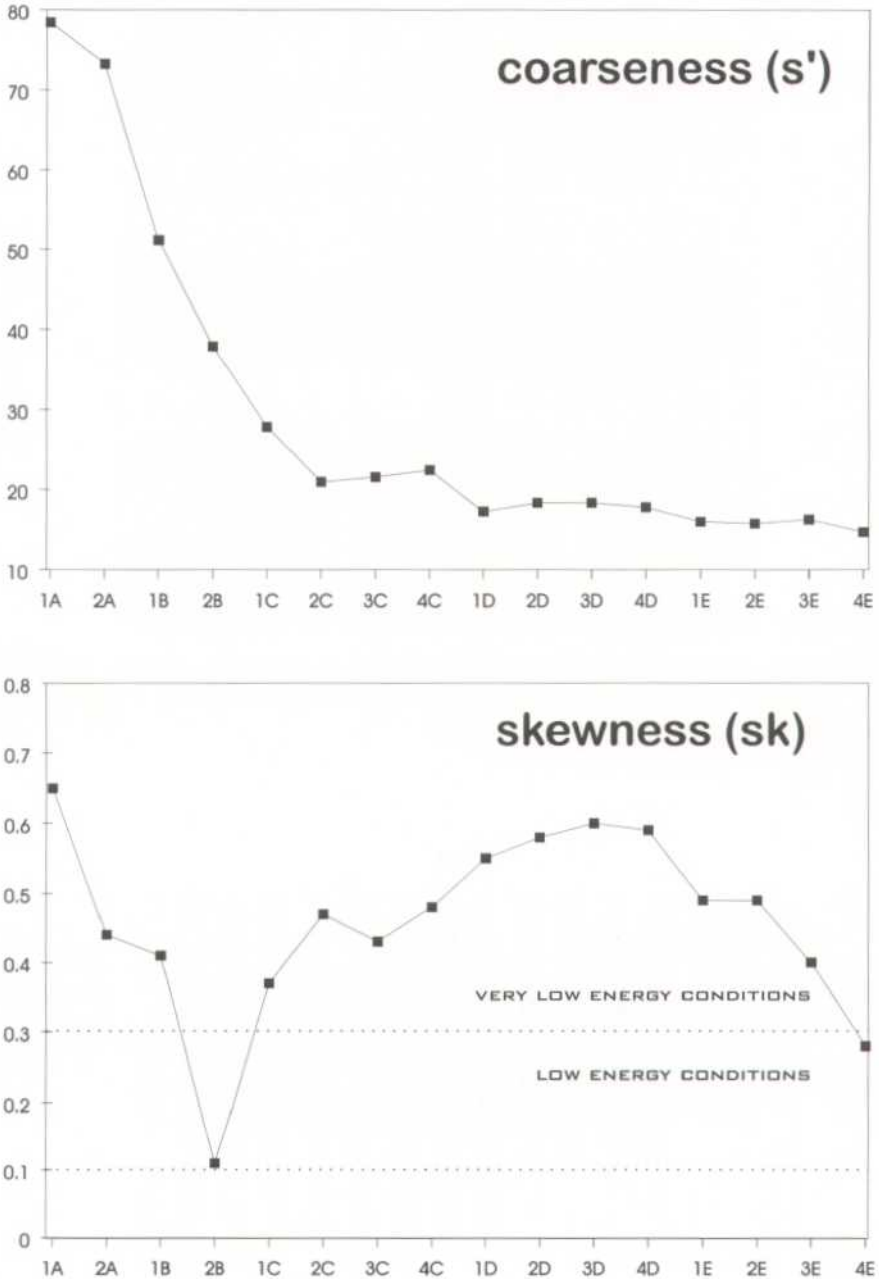 80
coarseness (s')
70
60
50
40
30
20
10
1A 2A 1B 2B 1C 2C 3C 4C 1D 2D 3D 4D 1E 2E 3E 4E
0.8
skewness (sk)
0.7
0.6
0.5
0.4
VERY LOW ENERGY CONDITIONS
0.3
LOW ENERGY CONDITIONS
0.2
0.1
0
1A 2A 1B 2B 1C 2C 3C 4C 1D 2D 3D 4D 1E 2E 3E 4E